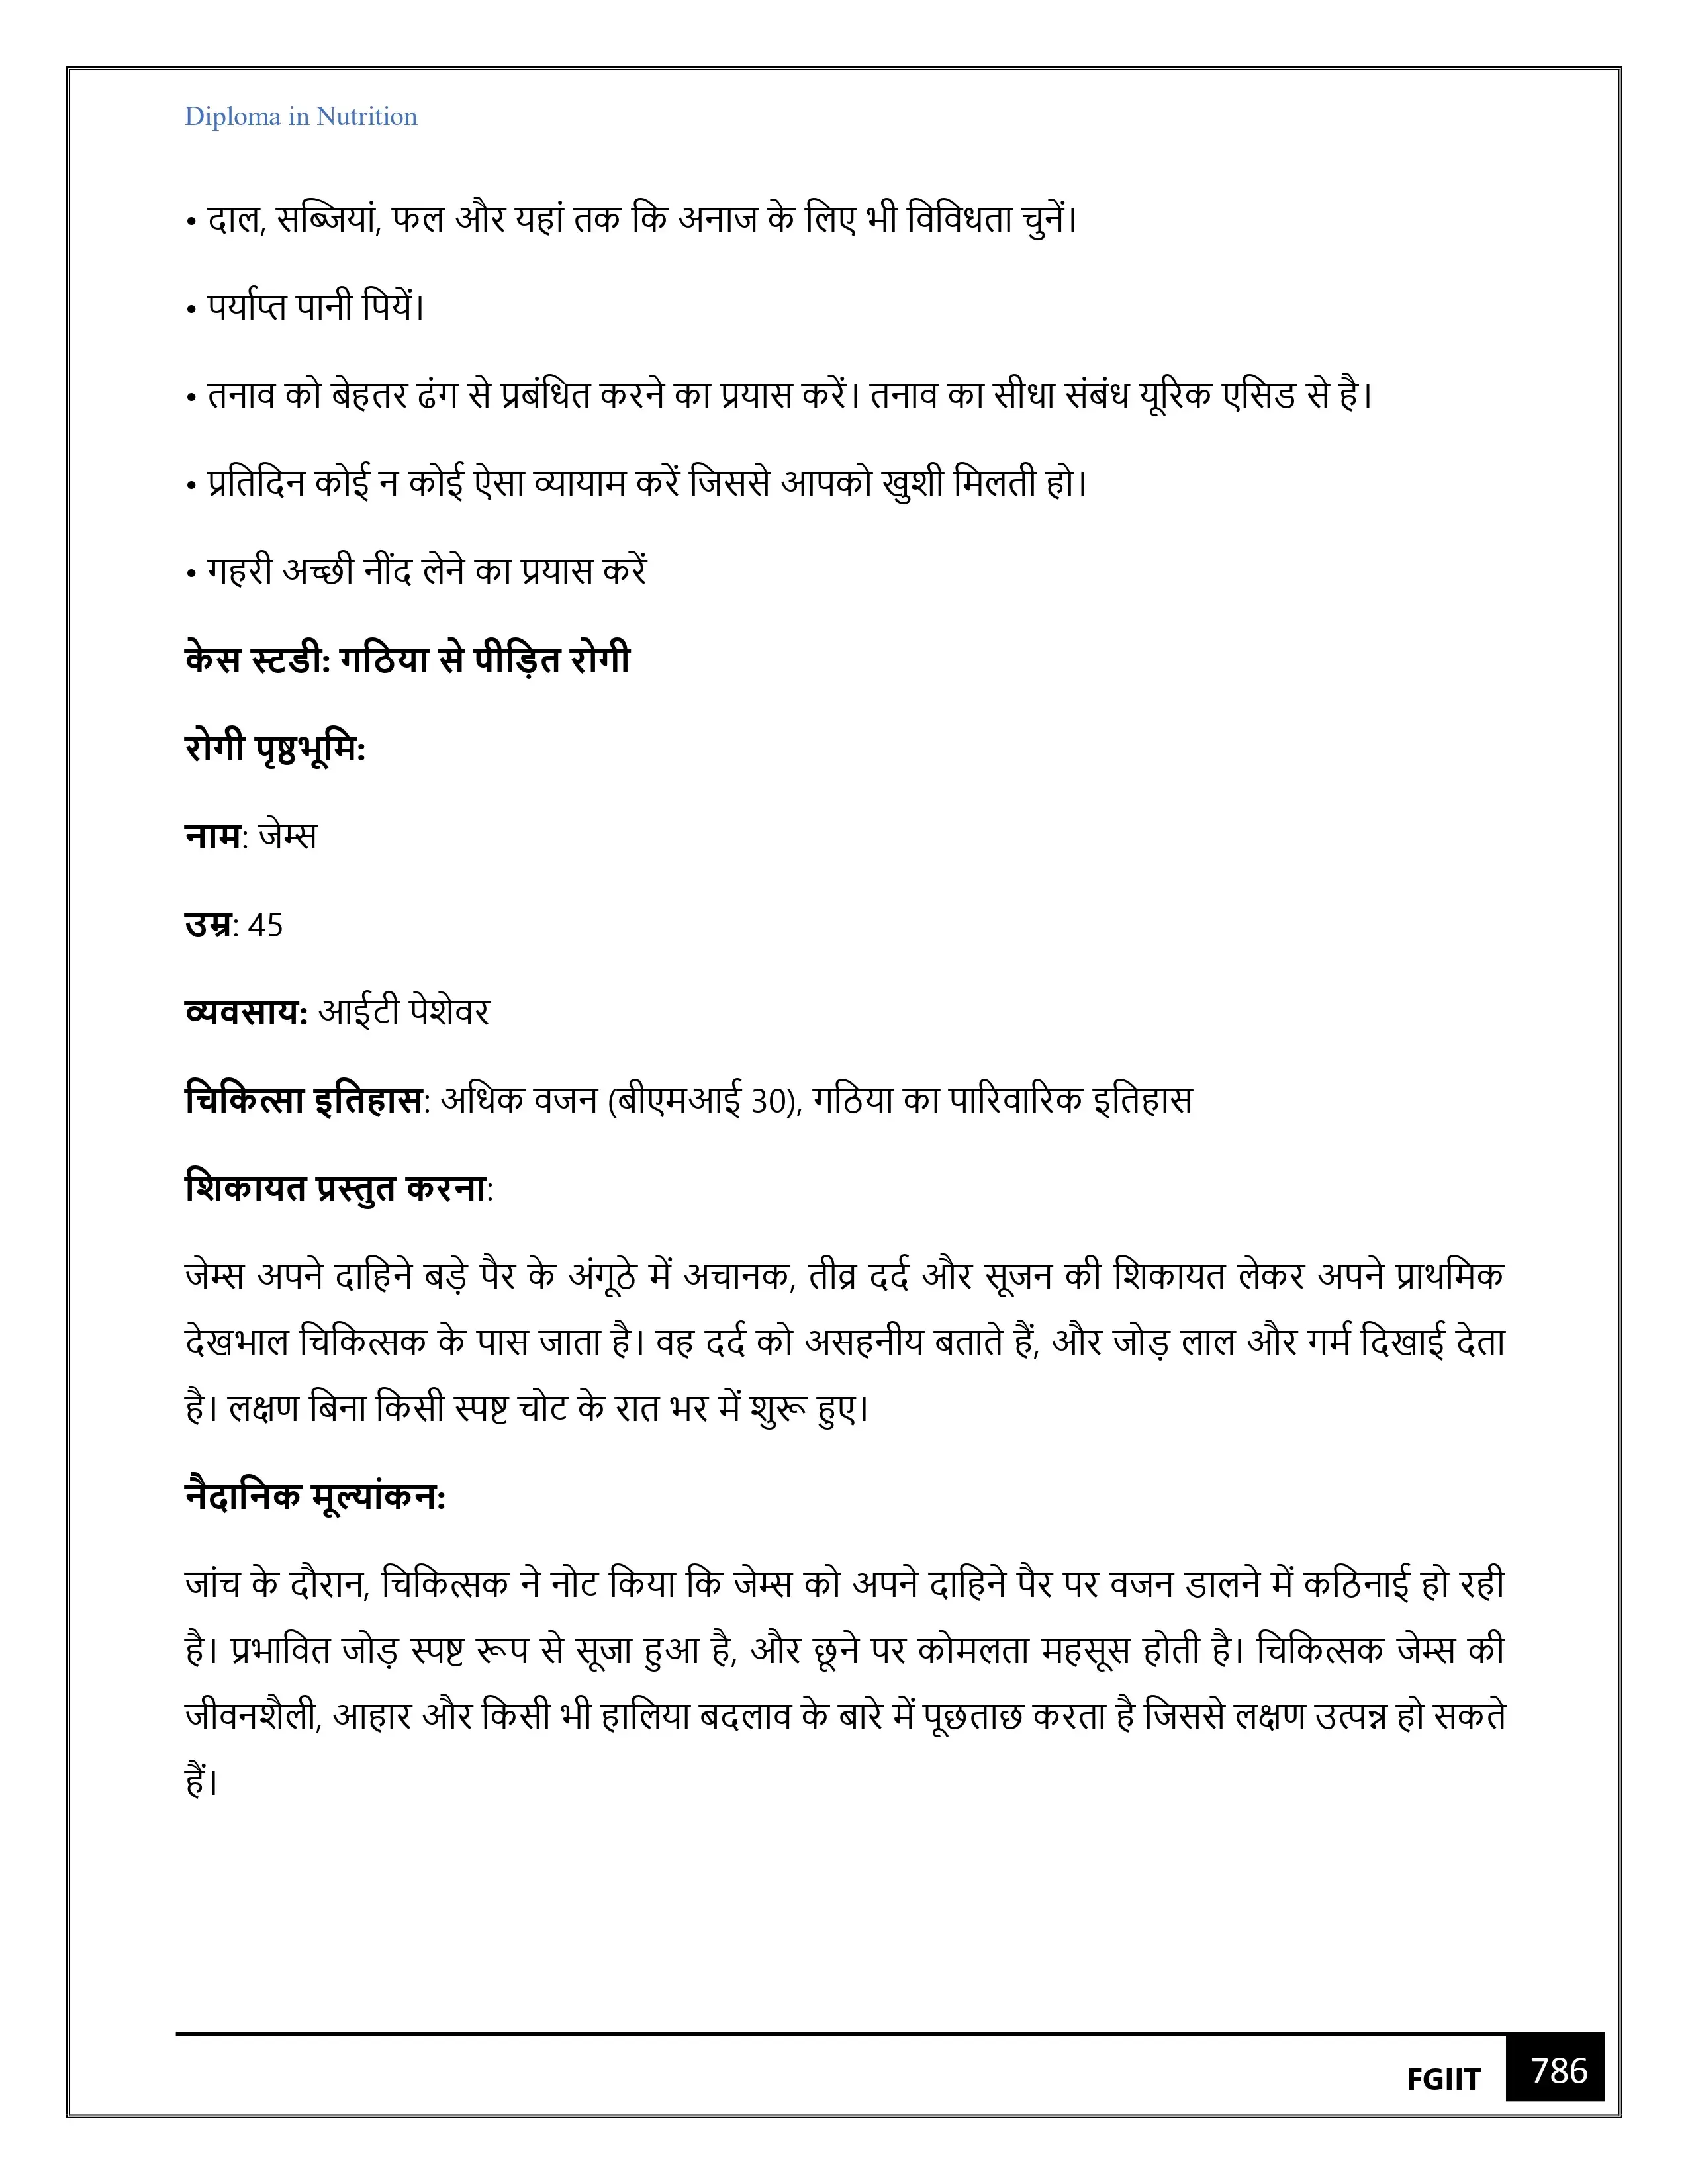 Diploma in Nutrition
• दाल, सब्जियां, फल और यहां तक कि अनाज के लिए भी विविधता चुनें।
• पर्याप्त पानी पियें।
• तनाव को बेहतर ढंग से प्रबंधित करने का प्रयास करें। तनाव का सीधा संबंध यूरिक एसिड से है।
• प्रतिदिन कोई न कोई ऐसा व्यायाम करें जिससे आपको खुशी मिलती हो।
• गहरी अच्छी नींद लेने का प्रयास करें
केस स्टडी: गठिया से पीड़ित रोगी
रोगी पृष्ठभूमि:
नाम: जेम्स
उम्र: 45
व्यवसाय: आईटी पेशेवर
चिकित्सा इतिहास: अधिक वजन (बीएमआई 30), गठिया का पारिवारिक इतिहास
शिकायत प्रस्तुत करना:
जेम्स अपने दाहिने बड़े पैर के अंगूठे में अचानक, तीव्र दर्द और सूजन की शिकायत लेकर अपने प्राथमिक
देखभाल चिकित्सक के पास जाता है। वह दर्द को असहनीय बताते हैं, और जोड़ लाल और गर्म दिखाई देता
है। लक्षण बिना किसी स्पष्ट चोट के रात भर में शुरू हुए।
नैदानिक मूल्यांकन:
जांच के दौरान, चिकित्सक ने नोट किया कि जेम्स को अपने दाहिने पैर पर वजन डालने में कठिनाई हो रही
है। प्रभावित जोड़ स्पष्ट रूप से सूजा हुआ है, और छूने पर कोमलता महसूस होती है। चिकित्सक जेम्स की
जीवनशैली, आहार और किसी भी हालिया बदलाव के बारे में पूछताछ करता है जिससे लक्षण उत्पन्न हो सकते
हैं।
FGIIT 786